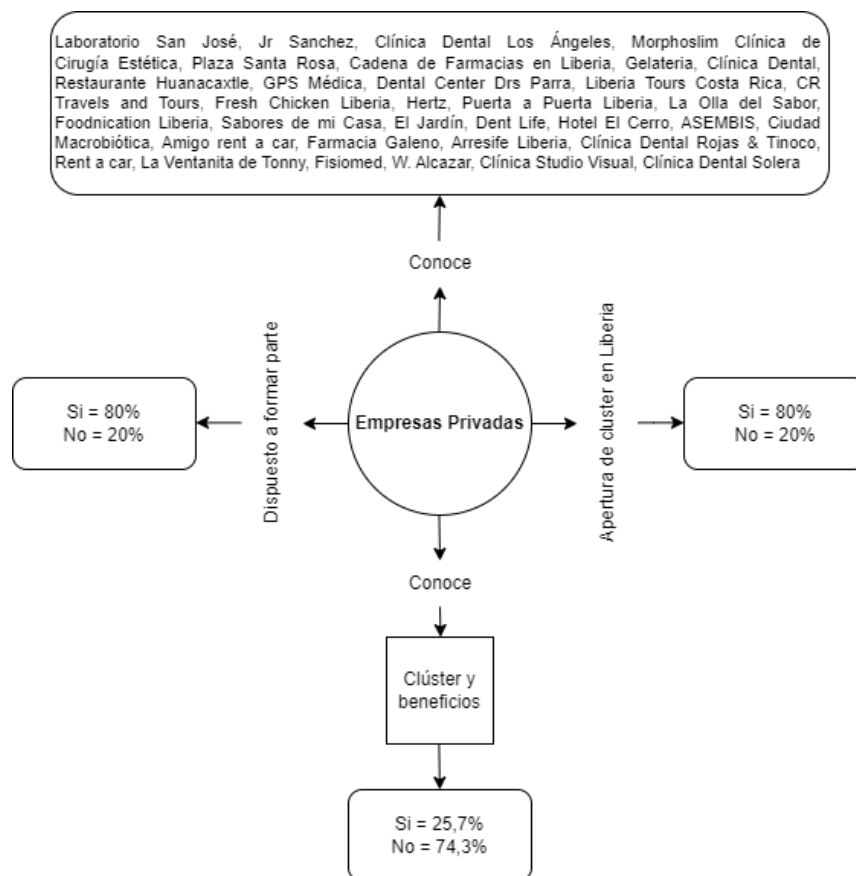 Laboratorio San José, Jr Sanchez, Clínica Dental Los Ángeles, Morphoslim Clínica de
Cirugía Estética, Plaza Santa Rosa, Cadena de Farmacias en Liberia, Gelateria, Clínica Dental,
Restaurante Huanacaxtle, GPS Médica, Dental Center Drs Parra, Liberia Tours Costa Rica, CR
Travels and Tours, Fresh Chicken Liberia, Hertz, Puerta a Puerta Liberia, La Olla del Sabor,
Foodnication Liberia, Sabores de mi Casa, El Jardín, Dent Life, Hotel El Cerro, ASEMBIS, Ciudad
Macrobiótica, Amigo rent a car, Farmacia Galeno, Arresife Liberia, Clínica Dental Rojas & Tinoco,
Rent a car, La Ventanita de Tonny, Fisiomed, W. Alcazar, Clínica Studio Visual, Clínica Dental Solera
Conoce
Si = 80%
No = 20%
Dispuesto a formar parte
Empresas Privadas
Apertura de cluster en Liberia
Si = 80%
No = 20%
Conoce
Clúster y
beneficios
Si = 25,7%
No = 74,3%